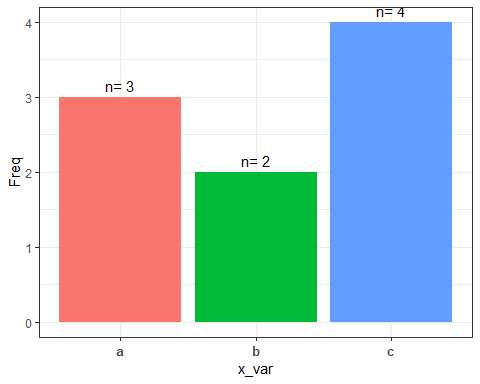 n= 4
4
n= 3
3
n= 2
2
1
0
Freq
a b c
x_var